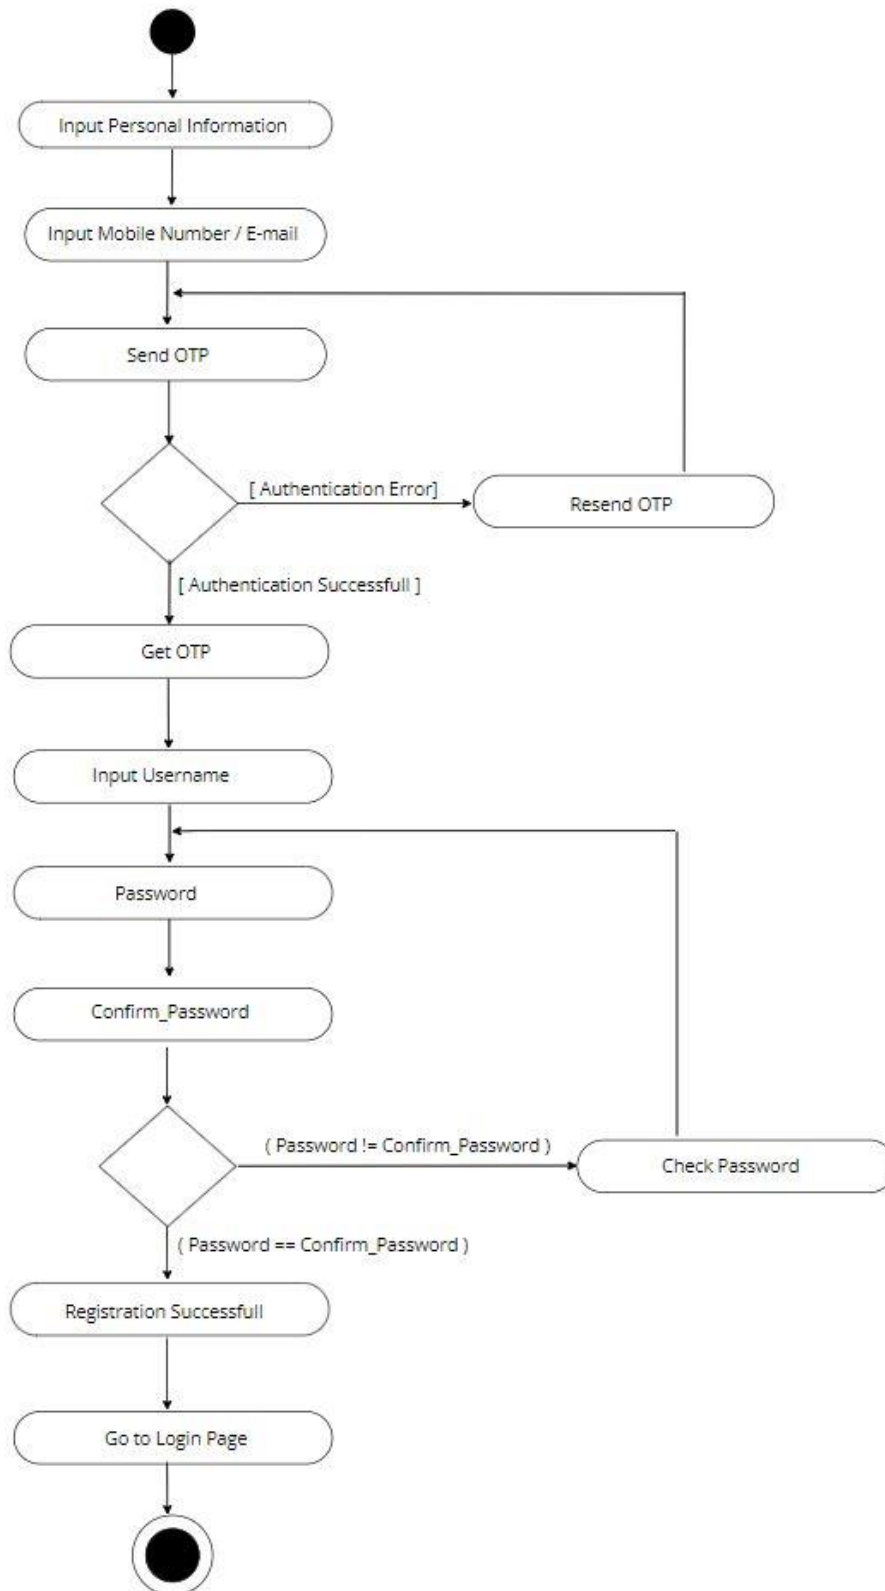 Input Personal Information
Input Mobile Number / E-mail
Send OTP
[ Authentication Error]
Resend OTP
[ Authentication Successfull ]
Get OTP
Input Username
Password
Confirm_Password
( Password != Confirm_Password )
Check Password
( Password == Confirm_Password )
Registration Successfull
Go to Login Page